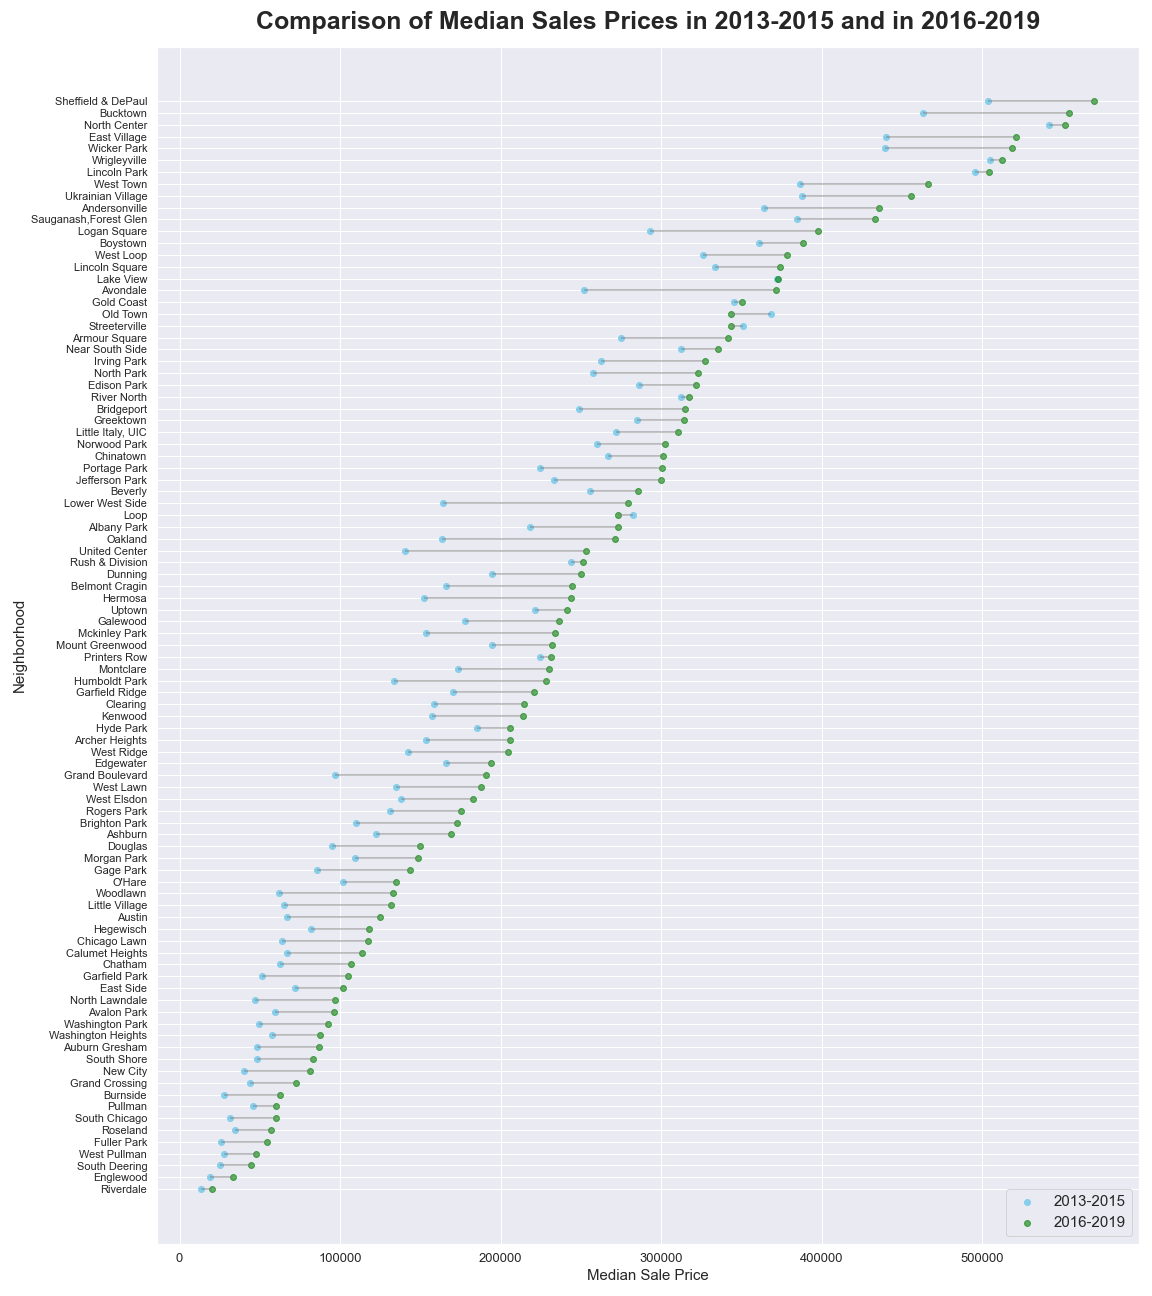 Comparison of Median Sales Prices in 2013-2015 and in 2016-2019
Sheffield & DePaul
Bucktown
North Center
East Village
Wicker Park
Wrigleyville
Lincoln Park
West Town
Ukrainian Village
Andersonville
Sauganash,Forest Glen
Logan Square
Boystown
West Loop
Lincoln Square
Lake View
Avondale
Gold Coast
Old Town
Streeterville
Armour Square
Near South Side
Irving Park
North Park
Edison Park
River North
Bridgeport
Greektown
Little Italy, UIC
Norwood Park
Chinatown
Portage Park
Jefferson Park
Beverly
Lower West Side
Loop
Albany Park
Oakland
United Center
Rush & Division
Dunning
Belmont Cragin
Hermosa
Uptown
Galewood
Mckinley Park
Mount Greenwood
Printers Row
Montclare
Humboldt Park
Garfield Ridge
Clearing
Kenwood
Hyde Park
Archer Heights
West Ridge
Edgewater
Grand Boulevard
West Lawn
West Elsdon
Rogers Park
Brighton Park
Ashburn
Douglas
Morgan Park
Gage Park
O'Hare
Woodlawn
Little Village
Austin
Hegewisch
Chicago Lawn
Calumet Heights
Chatham
Garfield Park
East Side
North Lawndale
Avalon Park
Washington Park
Washington Heights
Auburn Gresham
South Shore
New City
Grand Crossing
Burnside
Pullman
South Chicago
Roseland
Fuller Park
West Pullman
South Deering
Englewood
Riverdale
Neighborhood
2013-2015
2016-2019
0 100000 200000 300000 400000 500000
Median Sale Price